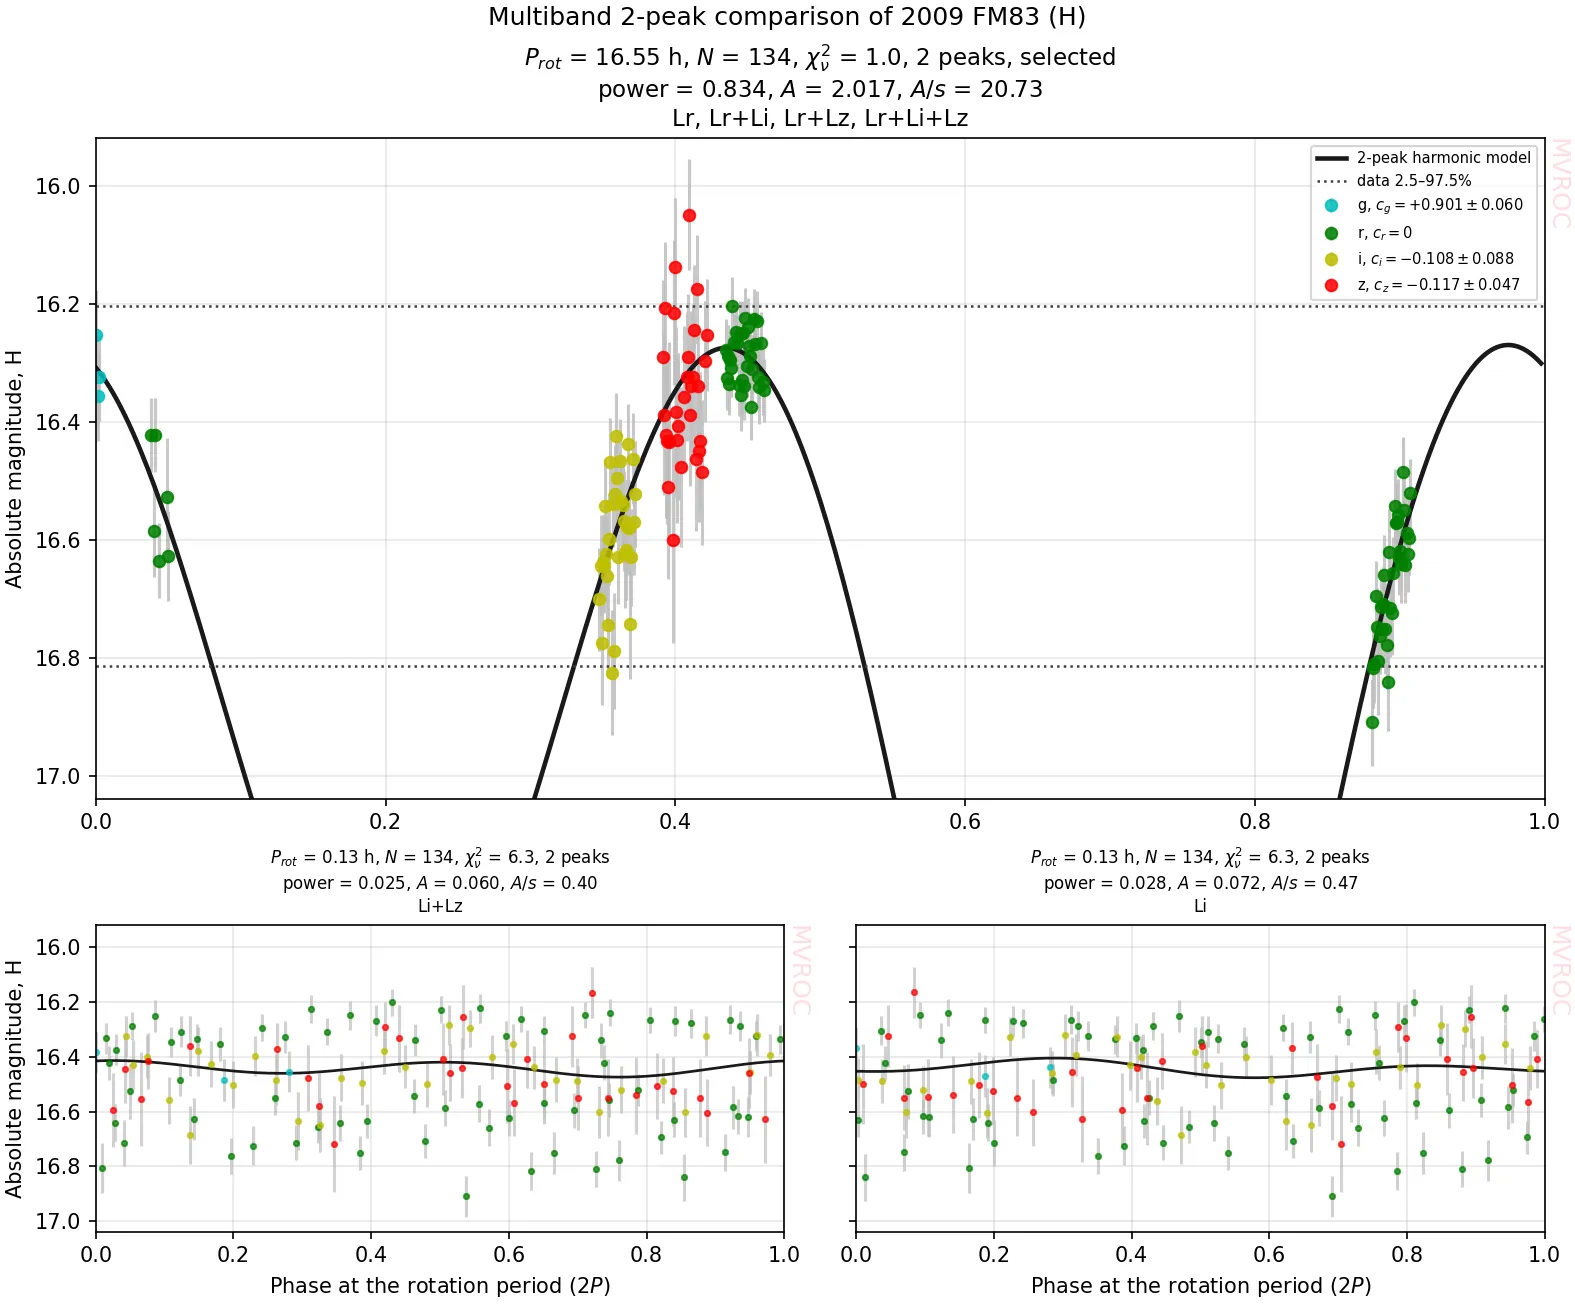 Multiband 2-peak comparison of 2009 FM83 (H)
P_rot = 16.55 h, N = 134, χ²_ν = 1.0, 2 peaks, selected
power = 0.834, A = 2.017, A/s = 20.73
Lr, Lr+Li, Lr+Lz, Lr+Li+Lz
MVROC
2-peak harmonic model
data 2.5–97.5%
g, c_g = +0.901 ± 0.060
r, c_r = 0
i, c_i = −0.108 ± 0.088
z, c_z = −0.117 ± 0.047
Absolute magnitude, H
16.0
16.2
16.4
16.6
16.8
17.0
0.0 0.2 0.4 0.6 0.8 1.0
P_rot = 0.13 h, N = 134, χ²_ν = 6.3, 2 peaks
power = 0.025, A = 0.060, A/s = 0.40
Li+Lz
MVROC
Absolute magnitude, H
16.0
16.2
16.4
16.6
16.8
17.0
0.0 0.2 0.4 0.6 0.8 1.0
Phase at the rotation period (2P)
P_rot = 0.13 h, N = 134, χ²_ν = 6.3, 2 peaks
power = 0.028, A = 0.072, A/s = 0.47
Li
MVROC
0.0 0.2 0.4 0.6 0.8 1.0
Phase at the rotation period (2P)